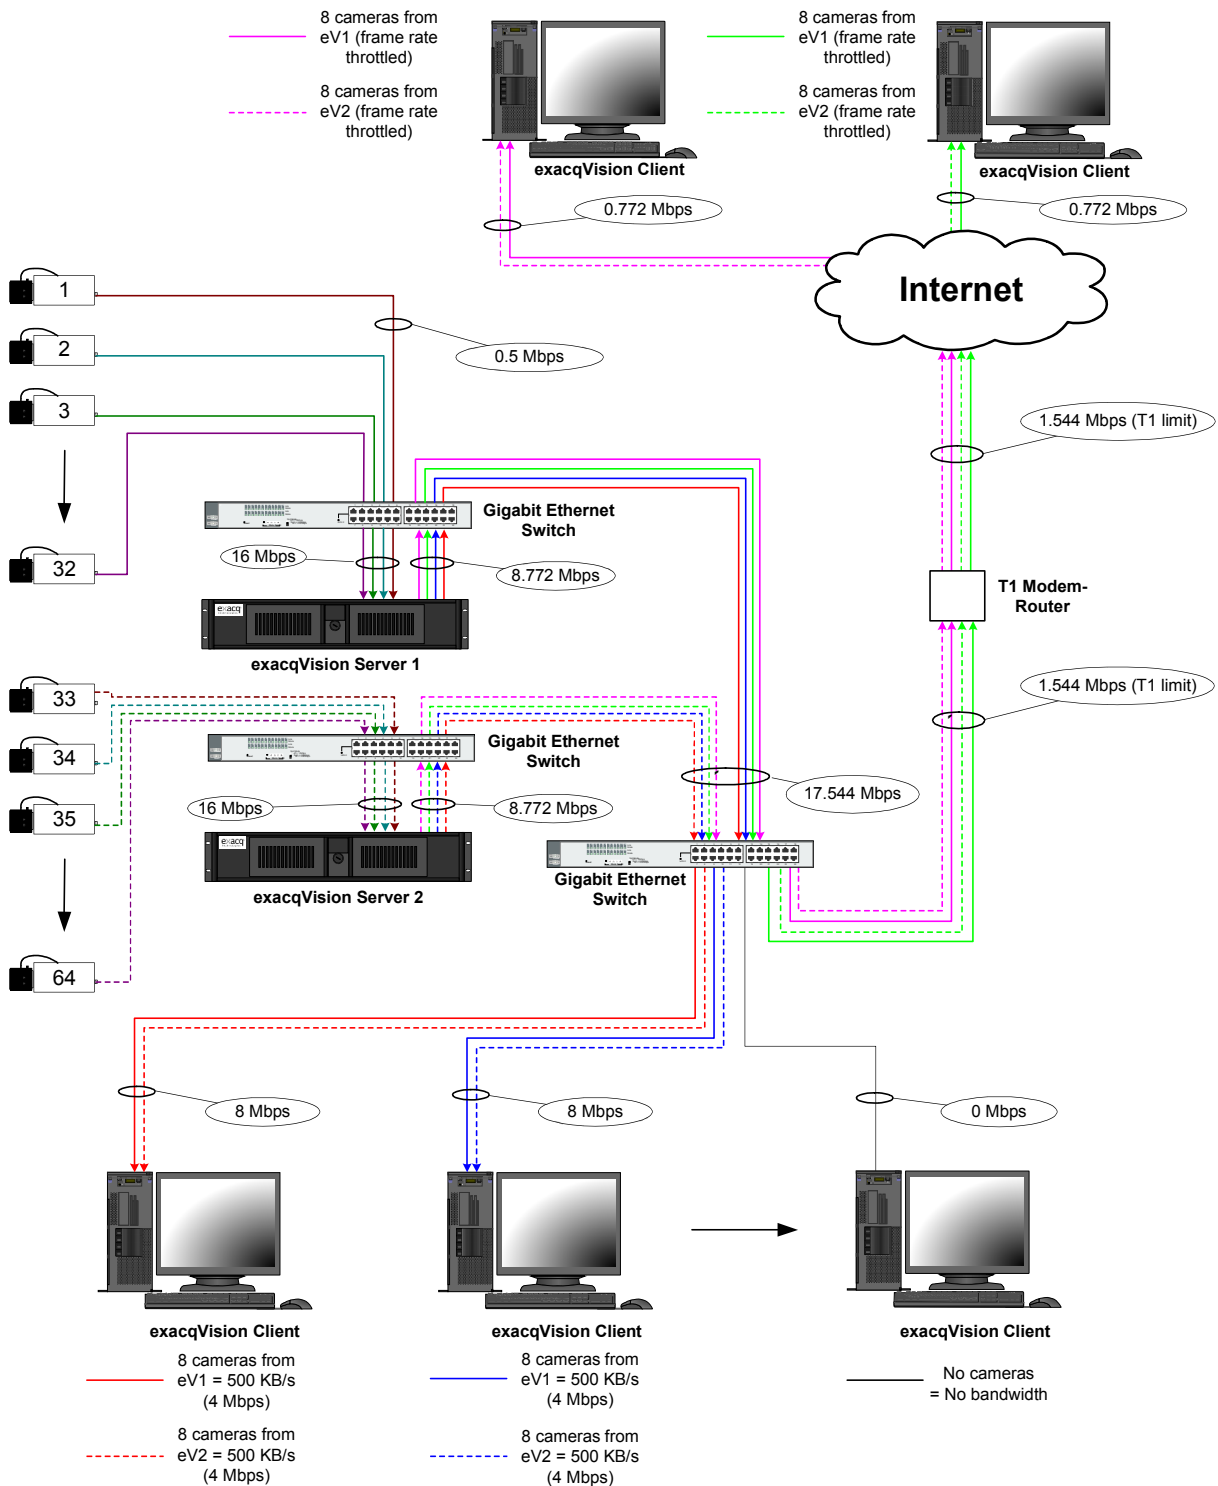 8 cameras from
eV1 (frame rate
throttled)
8 cameras from
eV2 (frame rate
throttled)
8 cameras from
eV1 (frame rate
throttled)
8 cameras from
eV2 (frame rate
throttled)
exacqVision Client
exacqVision Client
0.772 Mbps
0.772 Mbps
Internet
1
2
3
32
0.5 Mbps
1.544 Mbps (T1 limit)
Gigabit Ethernet
Switch
16 Mbps
8.772 Mbps
T1 Modem-
Router
exacq
exacqVision Server 1
33
34
35
64
1.544 Mbps (T1 limit)
Gigabit Ethernet
Switch
16 Mbps
8.772 Mbps
17.544 Mbps
exacq
exacqVision Server 2
Gigabit Ethernet
Switch
8 Mbps
8 Mbps
0 Mbps
exacqVision Client
exacqVision Client
exacqVision Client
8 cameras from
eV1 = 500 KB/s
(4 Mbps)
8 cameras from
eV2 = 500 KB/s
(4 Mbps)
8 cameras from
eV1 = 500 KB/s
(4 Mbps)
8 cameras from
eV2 = 500 KB/s
(4 Mbps)
No cameras
= No bandwidth